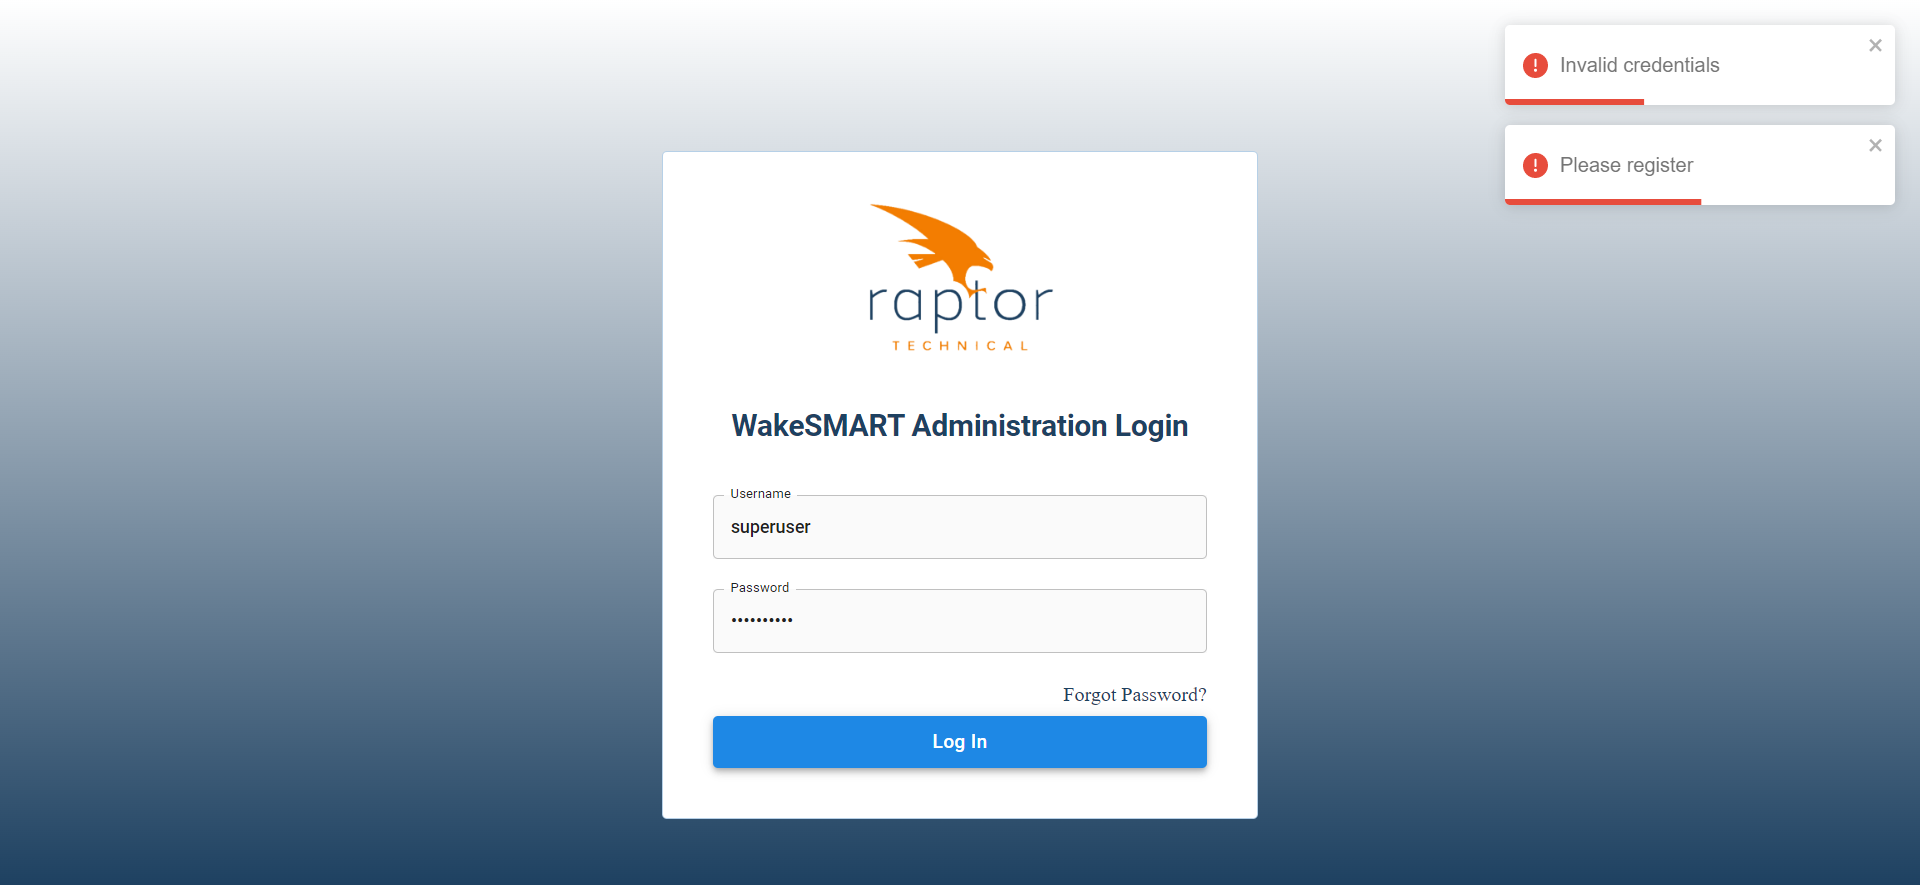 Invalid credentials
Please register
raptor
TECHNICAL
WakeSMART Administration Login
Username
superuser
Password
••••••••••
Forgot Password?
Log In